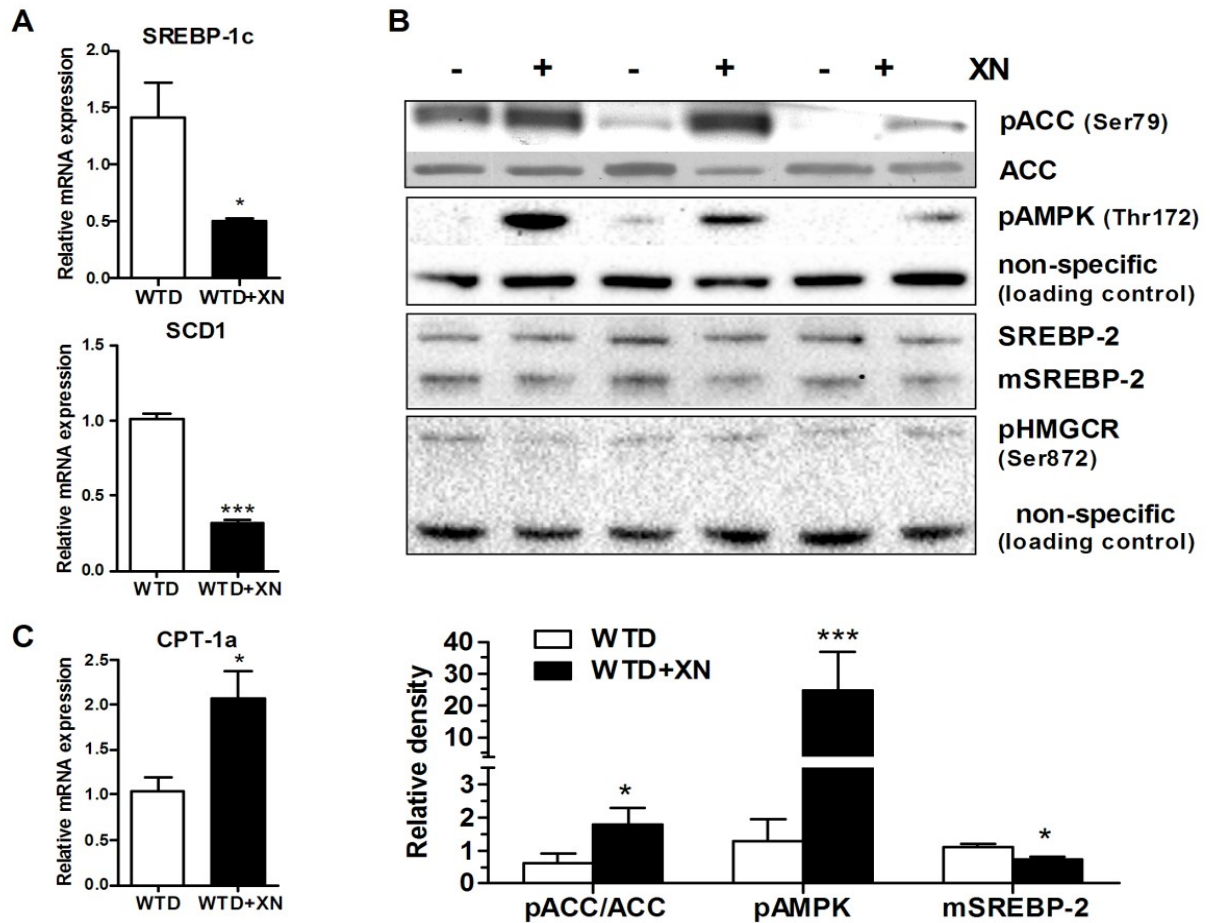 A
SREBP-1c
Relative mRNA expression
2.0
1.5
1.0
0.5
0.0
*
WTD
WTD+XN
SCD1
Relative mRNA expression
1.5
1.0
0.5
0.0
***
WTD
WTD+XN
B
- + - + - + XN
pACC (Ser79)
ACC
pAMPK (Thr172)
non-specific
(loading control)
SREBP-2
mSREBP-2
pHMGCR
(Ser872)
non-specific
(loading control)
C
CPT-1a
Relative mRNA expression
2.5
2.0
1.5
1.0
0.5
0.0
*
WTD
WTD+XN
WTD
WTD+XN
Relative density
40
30
20
10
3
2
1
0
*
***
*
pACC/ACC
pAMPK
mSREBP-2